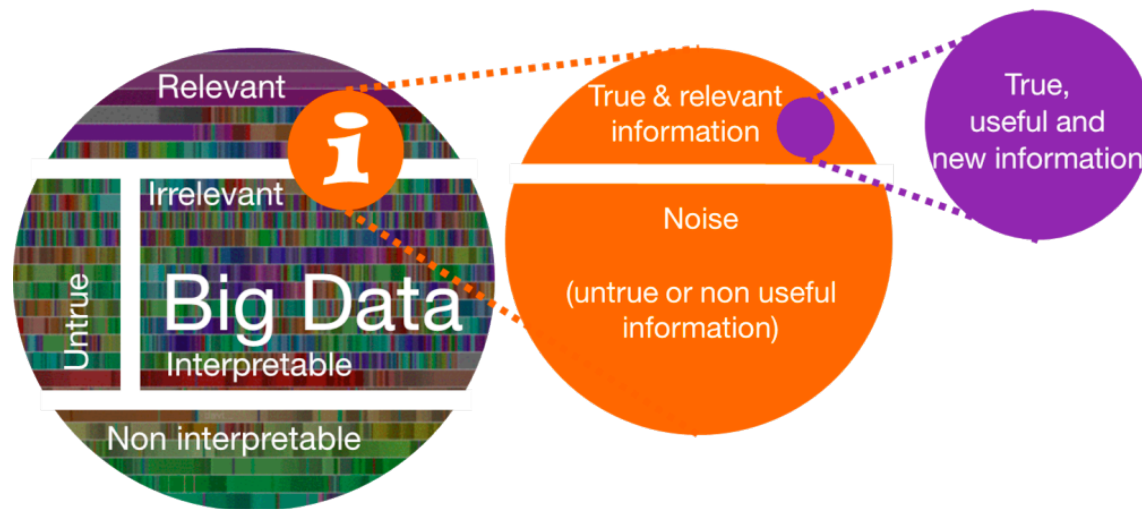 Relevant
i
Irrelevant
Untrue
Big Data
Interpretable
Non interpretable
True & relevant
information
Noise
(untrue or non useful
information)
True,
useful and
new information